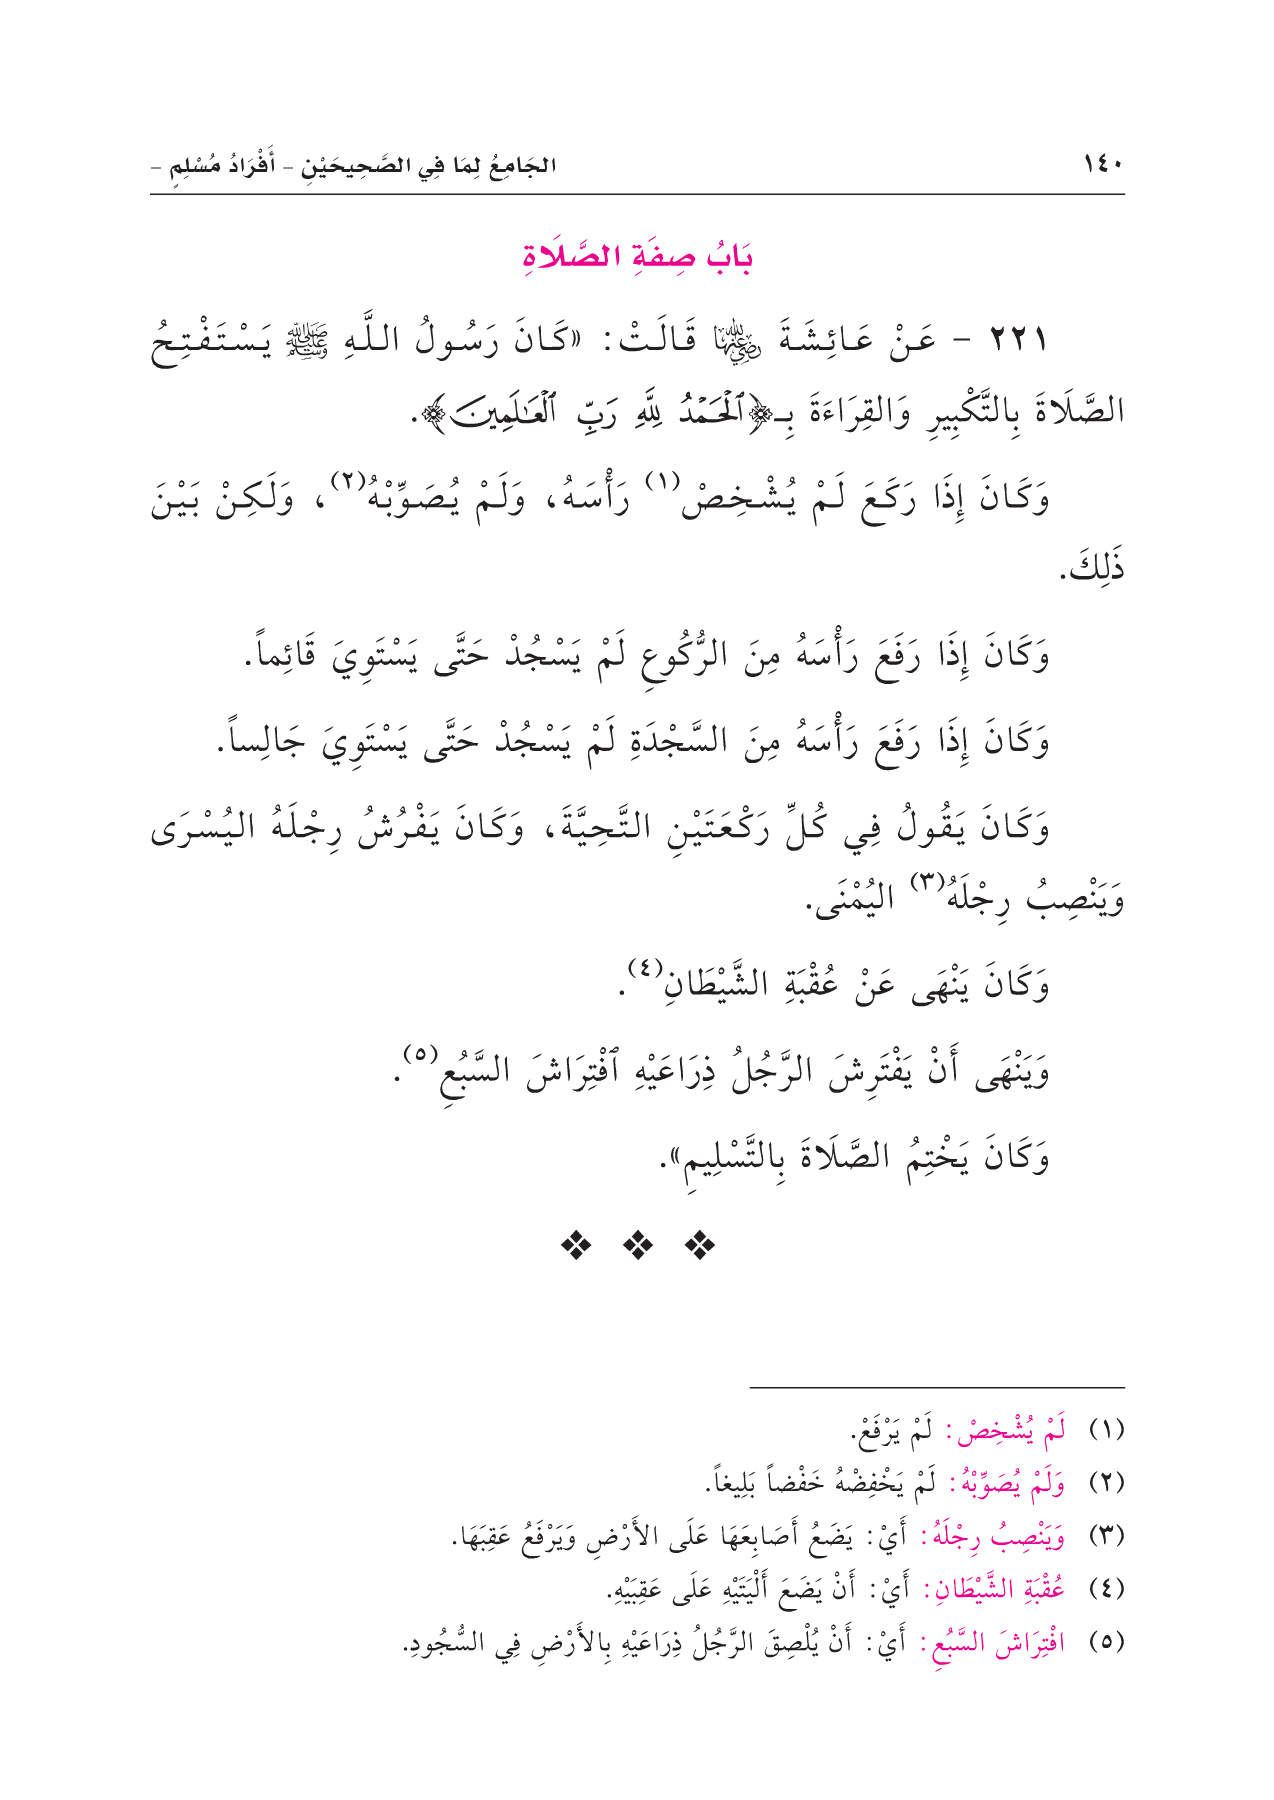 ١٤٠
الجَامِعُ لِمَا فِي الصَّحِيحَيْنِ – أَفْرَادُ مُسْلِمٍ –
بَابُ صِفَةِ الصَّلَاةِ
٢٢١ – عَنْ عَائِشَةَ رضي الله عنها قَالَتْ: «كَانَ رَسُولُ اللَّهِ ﷺ يَسْتَفْتِحُ
الصَّلَاةَ بِالتَّكْبِيرِ وَالقِرَاءَةَ بِـ﴿ٱلْحَمْدُ لِلَّهِ رَبِّ ٱلْعَٰلَمِينَ﴾.
وَكَانَ إِذَا رَكَعَ لَمْ يُشْخِصْ(١) رَأْسَهُ، وَلَمْ يُصَوِّبْهُ(٢)، وَلَكِنْ بَيْنَ
ذَلِكَ.
وَكَانَ إِذَا رَفَعَ رَأْسَهُ مِنَ الرُّكُوعِ لَمْ يَسْجُدْ حَتَّى يَسْتَوِيَ قَائِماً.
وَكَانَ إِذَا رَفَعَ رَأْسَهُ مِنَ السَّجْدَةِ لَمْ يَسْجُدْ حَتَّى يَسْتَوِيَ جَالِساً.
وَكَانَ يَقُولُ فِي كُلِّ رَكْعَتَيْنِ التَّحِيَّةَ، وَكَانَ يَفْرُشُ رِجْلَهُ اليُسْرَى
وَيَنْصِبُ رِجْلَهُ(٣) اليُمْنَى.
وَكَانَ يَنْهَى عَنْ عُقْبَةِ الشَّيْطَانِ(٤).
وَيَنْهَى أَنْ يَفْتَرِشَ الرَّجُلُ ذِرَاعَيْهِ ٱفْتِرَاشَ السَّبُعِ(٥).
وَكَانَ يَخْتِمُ الصَّلَاةَ بِالتَّسْلِيمِ».
(١) لَمْ يُشْخِصْ: لَمْ يَرْفَعْ.
(٢) وَلَمْ يُصَوِّبْهُ: لَمْ يَخْفِضْهُ خَفْضاً بَلِيغاً.
(٣) وَيَنْصِبُ رِجْلَهُ: أَيْ: يَضَعُ أَصَابِعَهَا عَلَى الأَرْضِ وَيَرْفَعُ عَقِبَهَا.
(٤) عُقْبَةِ الشَّيْطَانِ: أَيْ: أَنْ يَضَعَ أَلْيَتَيْهِ عَلَى عَقِبَيْهِ.
(٥) افْتِرَاشَ السَّبُعِ: أَيْ: أَنْ يُلْصِقَ الرَّجُلُ ذِرَاعَيْهِ بِالأَرْضِ فِي السُّجُودِ.